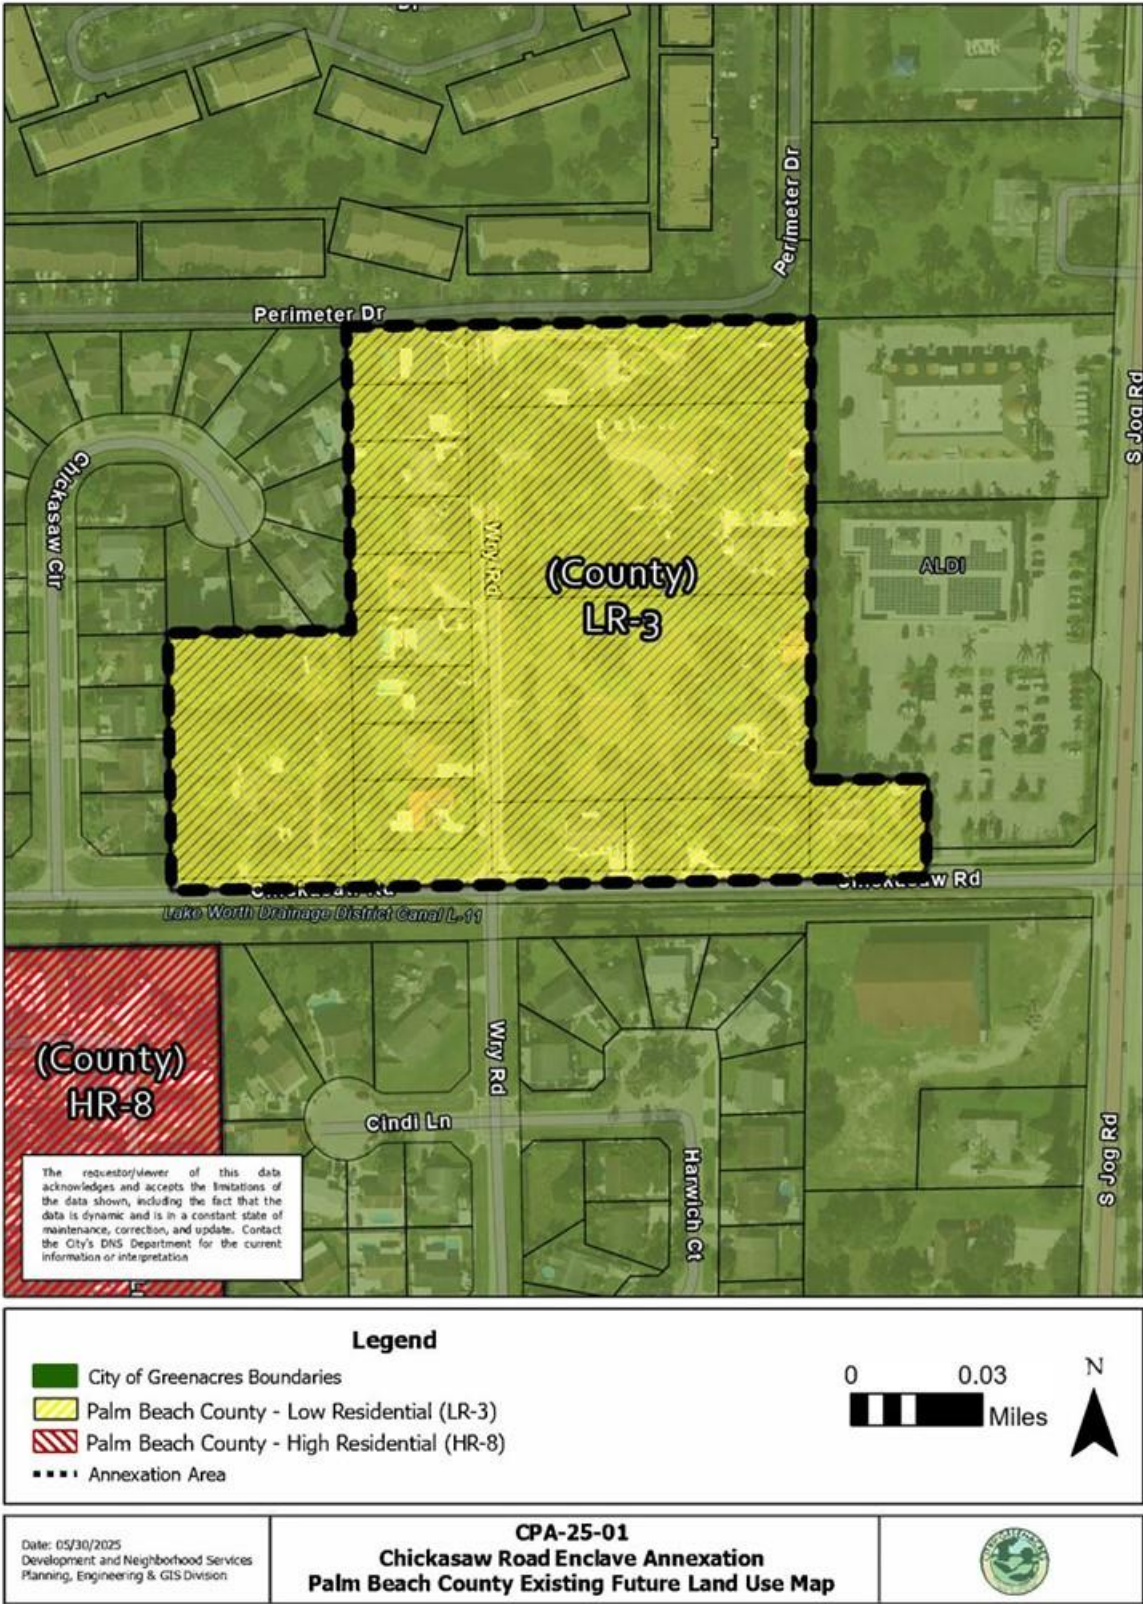 Perimeter Dr
Perimeter Dr
S Jog Rd
Chickasaw Cir
Wry Rd
(County)
LR-3
ALDI
Chickasaw Rd
Chickasaw Rd
Lake Worth Drainage District Canal L-11
(County)
HR-8
Wry Rd
Cindi Ln
Harwich Ct
S Jog Rd
The requestor/viewer of this data
acknowledges and accepts the limitations of
the data shown, including the fact that the
data is dynamic and is in a constant state of
maintenance, correction, and update. Contact
the City's DNS Department for the current
information or interpretation
Legend
City of Greenacres Boundaries
Palm Beach County - Low Residential (LR-3)
Palm Beach County - High Residential (HR-8)
Annexation Area
0 0.03
Miles
N
Date: 05/30/2025
Development and Neighborhood Services
Planning, Engineering & GIS Division
CPA-25-01
Chickasaw Road Enclave Annexation
Palm Beach County Existing Future Land Use Map